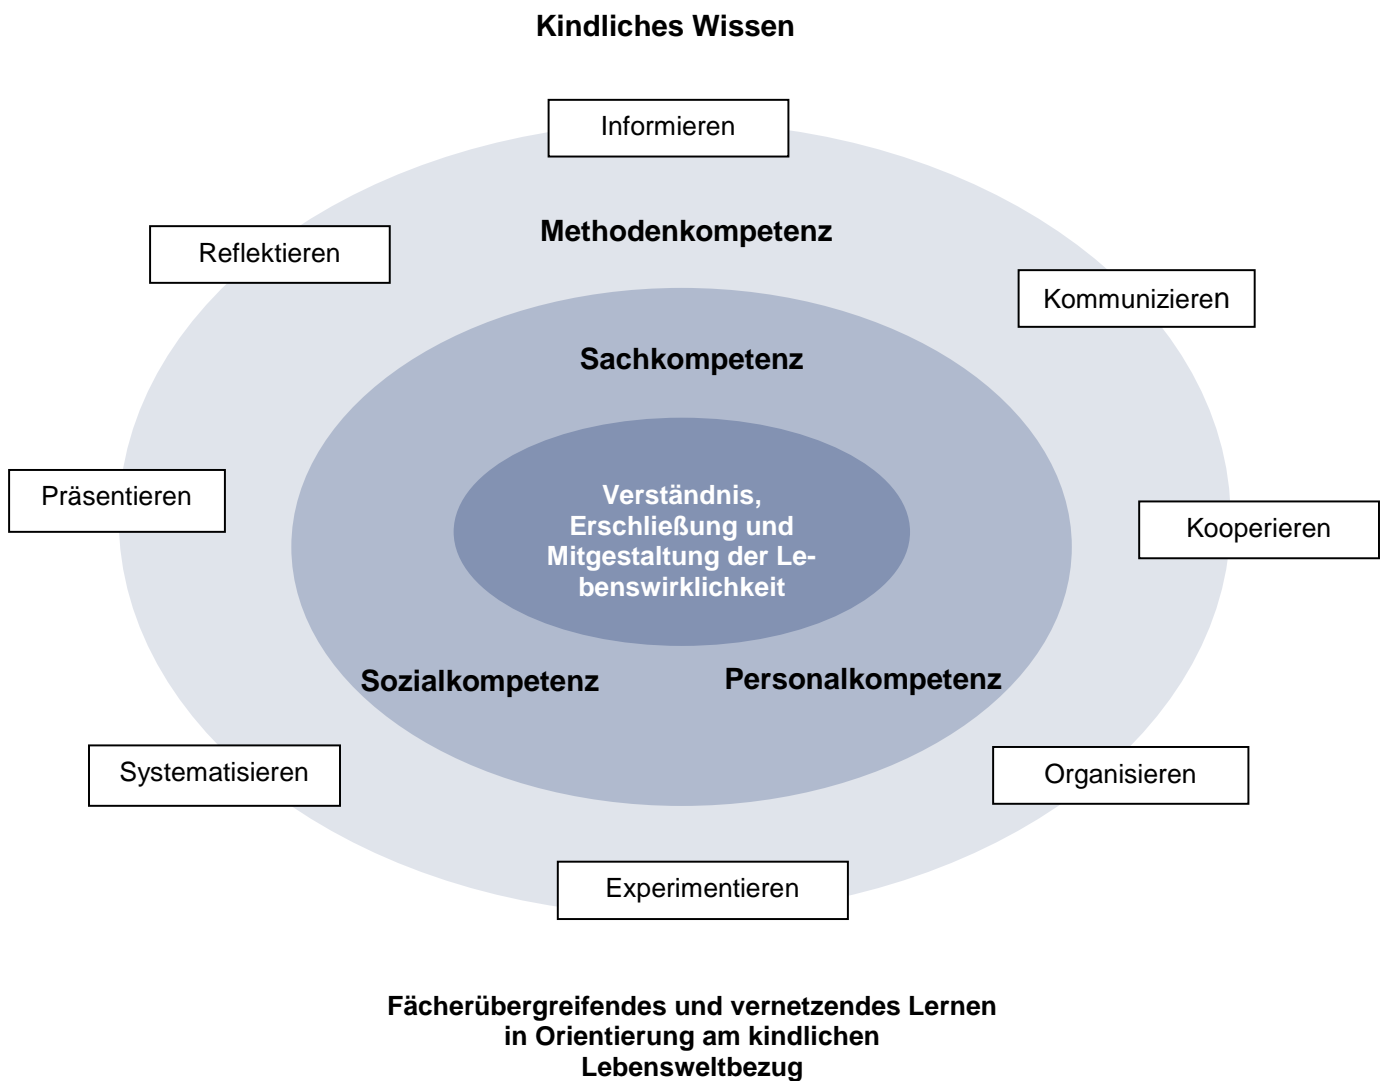 Kindliches Wissen
Informieren
Methodenkompetenz
Reflektieren
Kommunizieren
Sachkompetenz
Präsentieren
Verständnis,
Erschließung und
Mitgestaltung der Le-
benswirklichkeit
Kooperieren
Sozialkompetenz
Personalkompetenz
Systematisieren
Organisieren
Experimentieren
Fächerübergreifendes und vernetzendes Lernen
in Orientierung am kindlichen
Lebensweltbezug